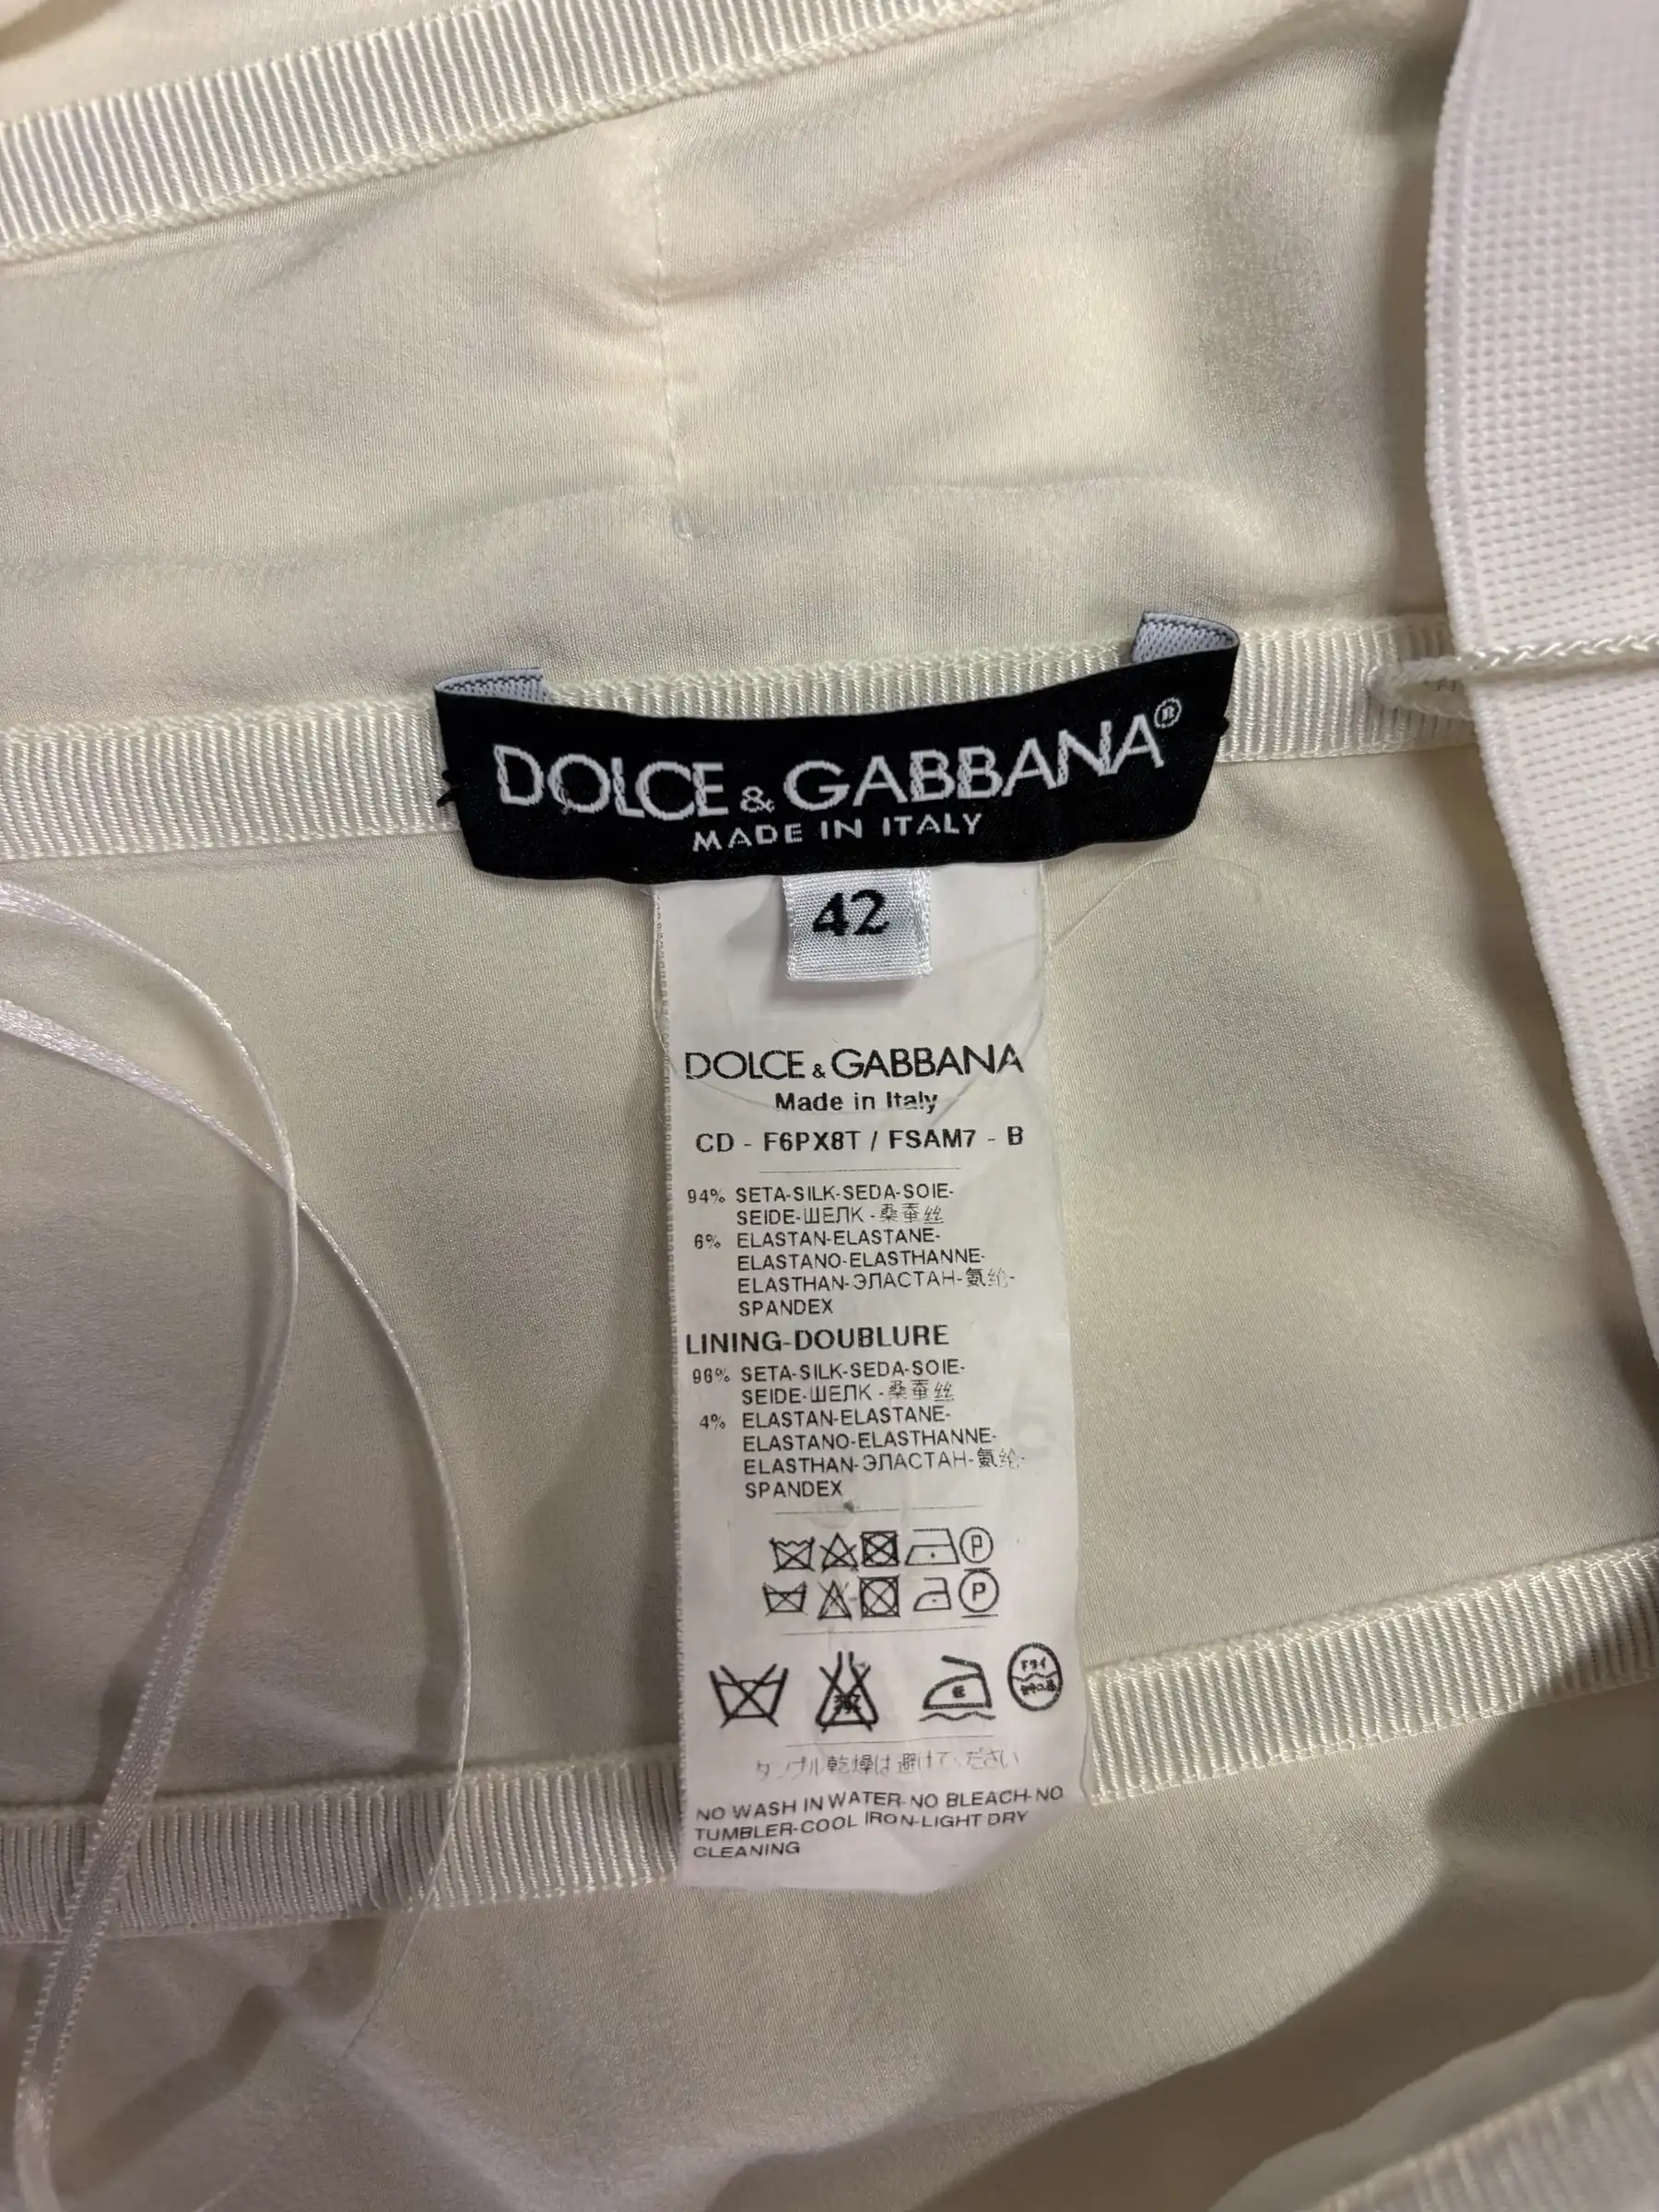 DOLCE & GABBANA®
MADE IN ITALY
42
DOLCE & GABBANA
Made in Italy
CD - F6PX8T / FSAM7 - B
94% SETA-SILK-SEDA-SOIE-
SEIDE-ШЕЛК -桑蚕丝
6% ELASTAN-ELASTANE-
ELASTANO-ELASTHANNE-
ELASTHAN-ЭЛАСТАН-氨纶-
SPANDEX
LINING-DOUBLURE
96% SETA-SILK-SEDA-SOIE-
SEIDE-ШЕЛК -桑蚕丝
4% ELASTAN-ELASTANE-
ELASTANO-ELASTHANNE-
ELASTHAN-ЭЛАСТАН-氨纶-
SPANDEX
P
P
ドライ
タンブル乾燥は避けてください
NO WASH IN WATER-NO BLEACH-NO
TUMBLER-COOL IRON-LIGHT DRY
CLEANING